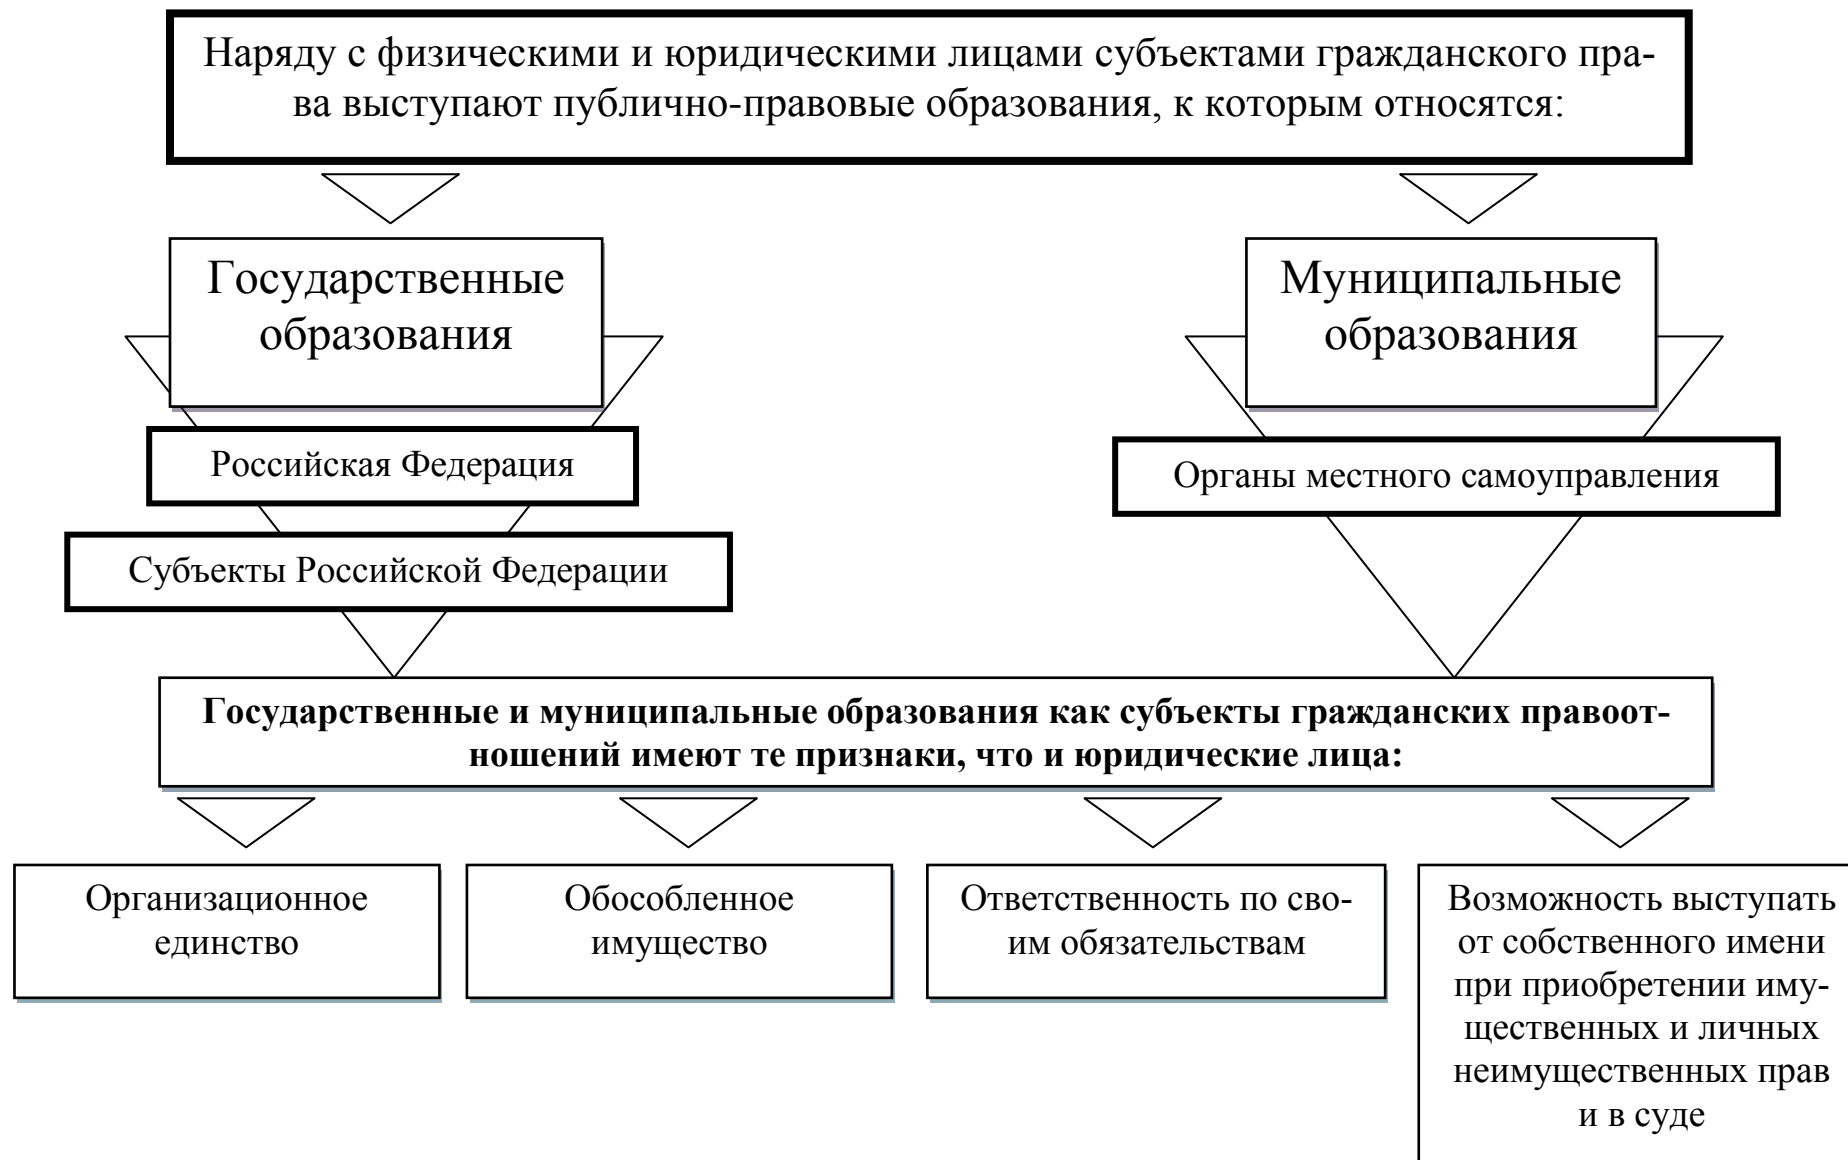 Наряду с физическими и юридическими лицами субъектами гражданского пра-
ва выступают публично-правовые образования, к которым относятся:
Государственные
образования
Муниципальные
образования
Российская Федерация
Органы местного самоуправления
Субъекты Российской Федерации
Государственные и муниципальные образования как субъекты гражданских правоот-
ношений имеют те признаки, что и юридические лица:
Организационное
единство
Обособленное
имущество
Ответственность по сво-
им обязательствам
Возможность выступать
от собственного имени
при приобретении иму-
щественных и личных
неимущественных прав
и в суде